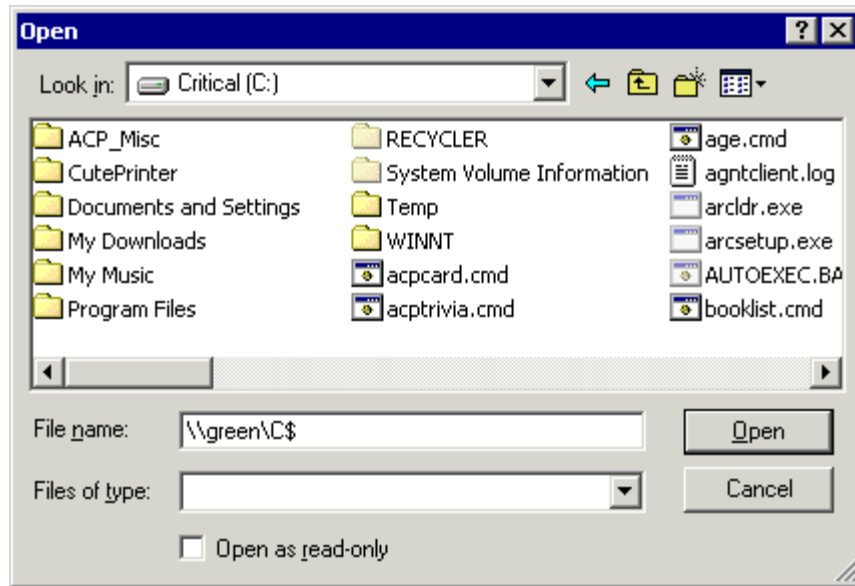 Open
Look in: Critical (C:)
ACP_Misc
CutePrinter
Documents and Settings
My Downloads
My Music
Program Files
RECYCLER
System Volume Information
Temp
WINNT
acpcard.cmd
acptrivia.cmd
age.cmd
agntclient.log
arcldr.exe
arcsetup.exe
AUTOEXEC.BA
booklist.cmd
File name: \\green\C$
Open
Files of type:
Cancel
Open as read-only